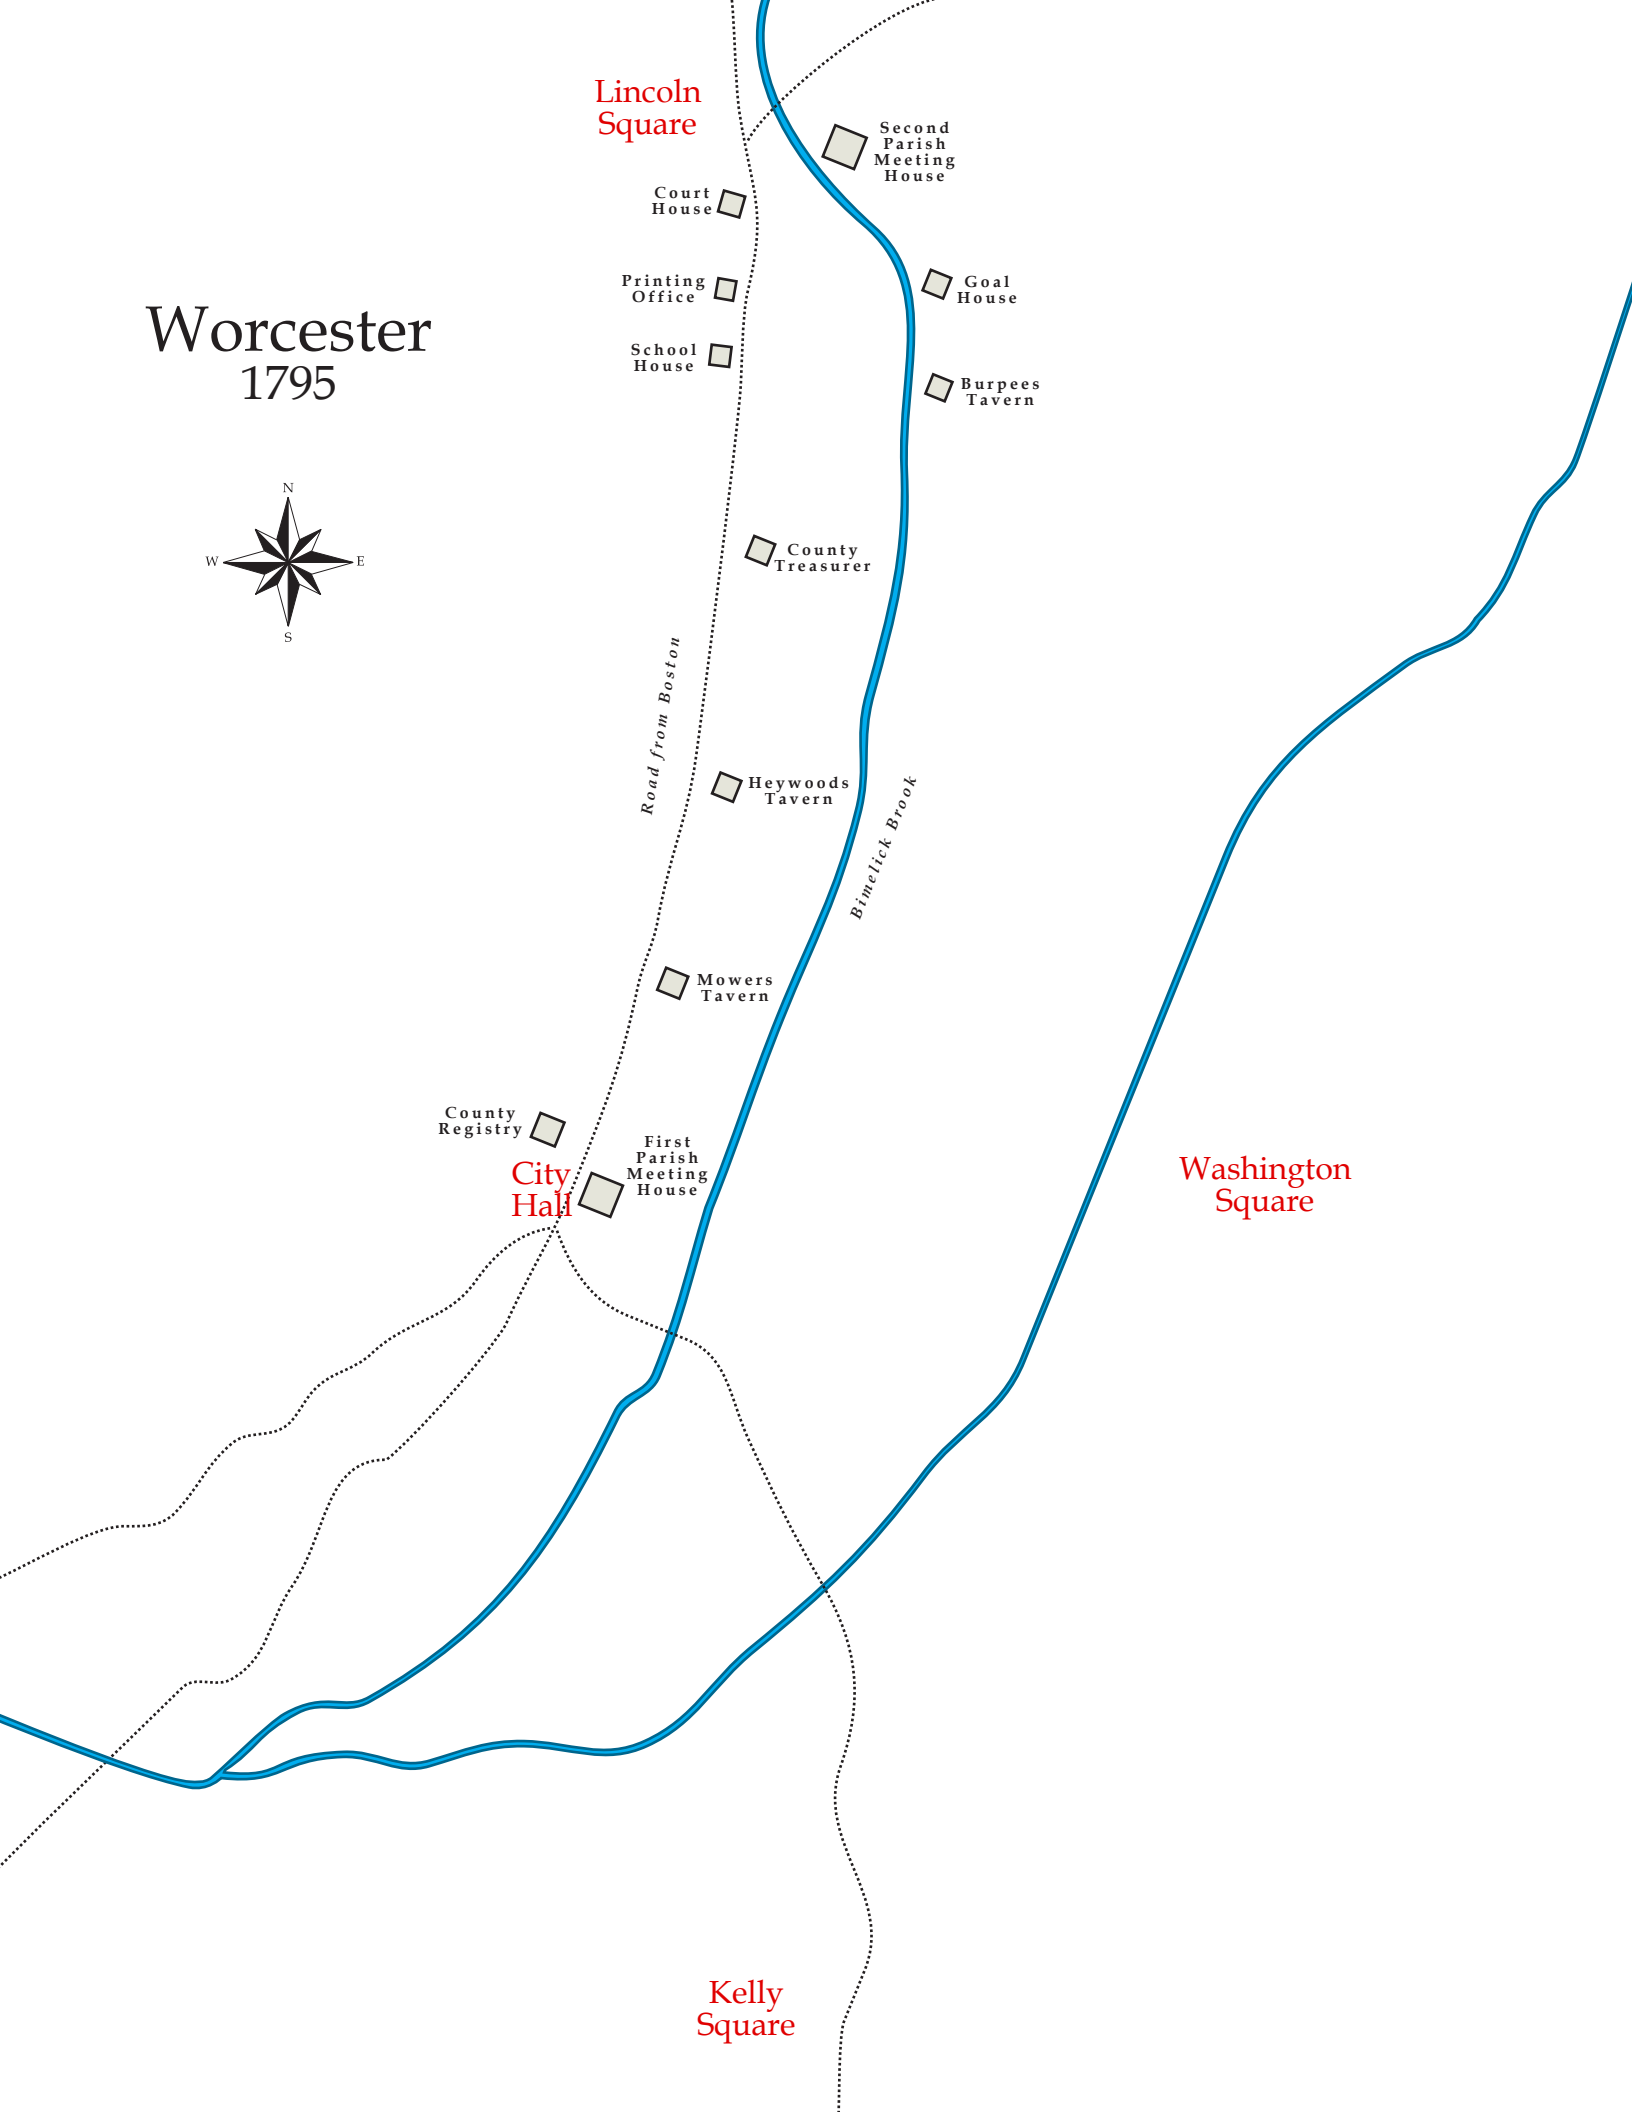 Lincoln
Square
Second
Parish
Meeting
House
Court
House
Printing
Office
Goal
House
Worcester
1795
School
House
Burpees
Tavern
N
W
E
S
County
Treasurer
Road from Boston
Heywoods
Tavern
Bimelick Brook
Mowers
Tavern
County
Registry
First
Parish
Meeting
House
City
Hall
Washington
Square
Kelly
Square